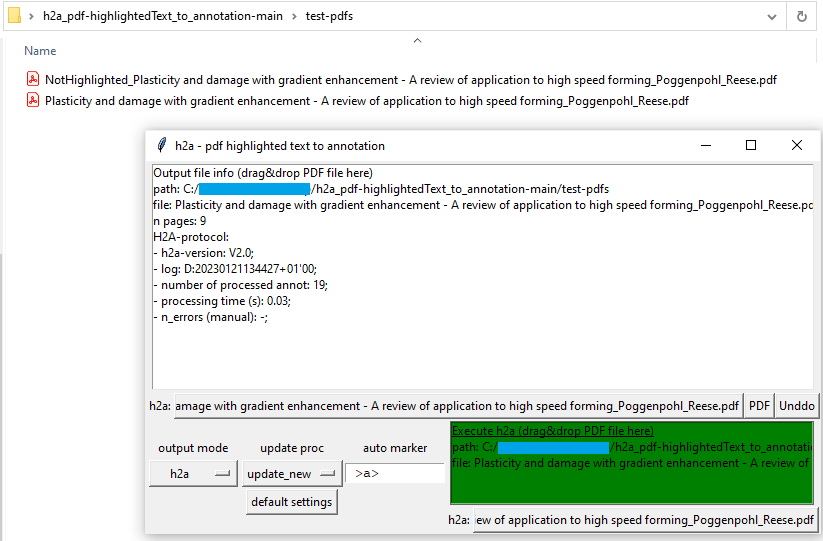 h2a_pdf-highlightedText_to_annotation-main > test-pdfs
Name
NotHighlighted_Plasticity and damage with gradient enhancement - A review of application to high speed forming_Poggenpohl_Reese.pdf
Plasticity and damage with gradient enhancement - A review of application to high speed forming_Poggenpohl_Reese.pdf
h2a - pdf highlighted text to annotation
Output file info (drag&drop PDF file here)
path: C:/ /h2a_pdf-highlightedText_to_annotation-main/test-pdfs
file: Plasticity and damage with gradient enhancement - A review of application to high speed forming_Poggenpohl_Reese.pd
n pages: 9
H2A-protocol:
- h2a-version: V2.0;
- log: D:20230121134427+01'00;
- number of processed annot: 19;
- processing time (s): 0.03;
- n_errors (manual): -;
h2a: amage with gradient enhancement - A review of application to high speed forming_Poggenpohl_Reese.pdf PDF Unddo
Execute h2a (drag&drop PDF file here)
path: C:/ /h2a_pdf-highlightedText_to_annotati
file: Plasticity and damage with gradient enhancement - A review of
output mode update proc auto marker
h2a update_new >a>
default settings
h2a: ew of application to high speed forming_Poggenpohl_Reese.pdf